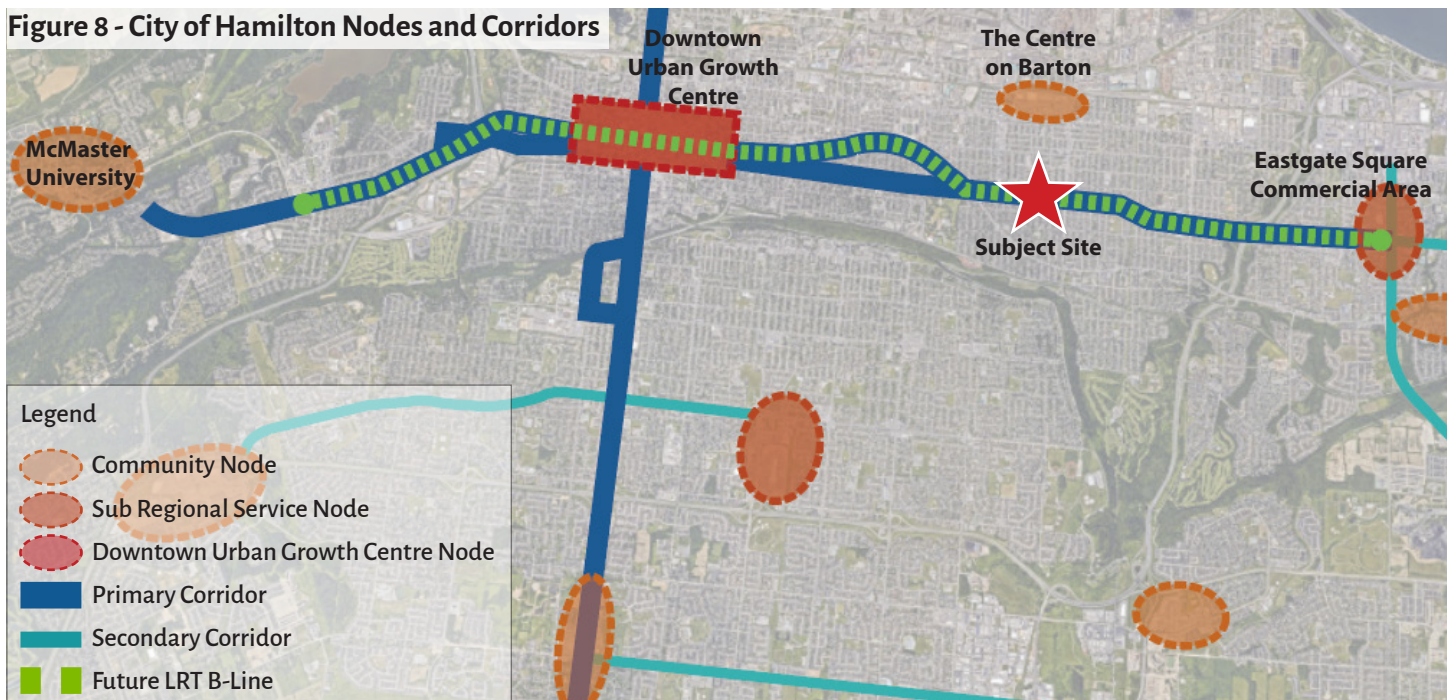 Figure 8 - City of Hamilton Nodes and Corridors
Downtown
Urban Growth
Centre
The Centre
on Barton
McMaster
University
Eastgate Square
Commercial Area
Subject Site
Legend
Community Node
Sub Regional Service Node
Downtown Urban Growth Centre Node
Primary Corridor
Secondary Corridor
Future LRT B-Line